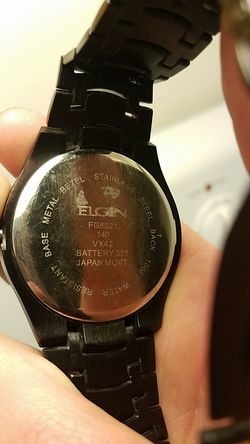 BASE METAL BEZEL STAINLESS STEEL BACK
WATER RESISTANT
ELGIN
FG8021
140
VX42
BATTERY 371
JAPAN MOVT